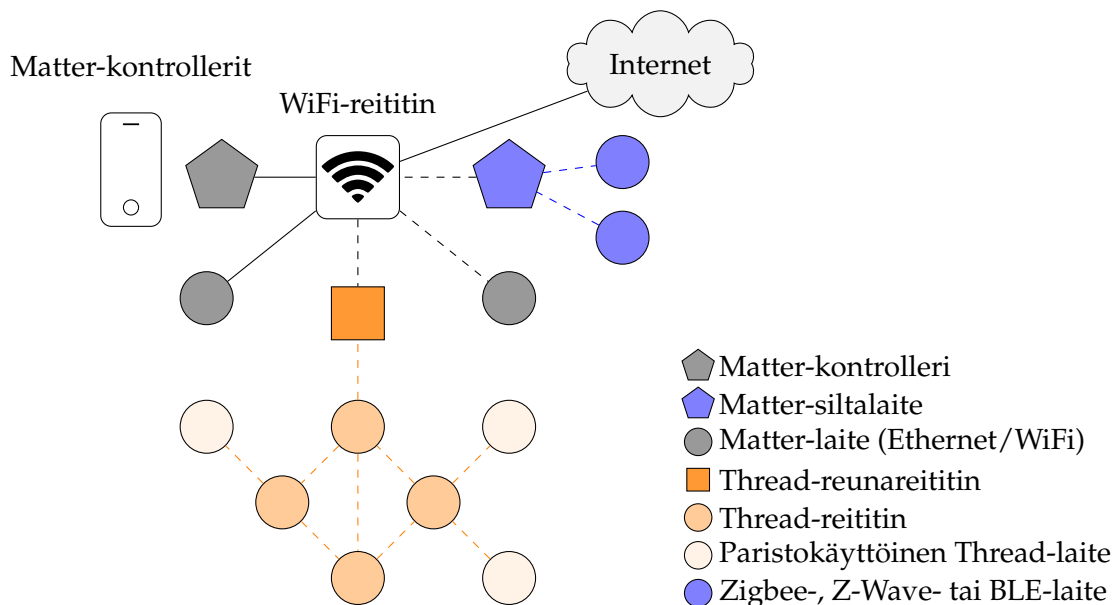 Matter-kontrollerit
WiFi-reititin
Internet
Matter-kontrolleri
Matter-siltalaite
Matter-laite (Ethernet/WiFi)
Thread-reunareititin
Thread-reititin
Paristokäyttöinen Thread-laite
Zigbee-, Z-Wave- tai BLE-laite